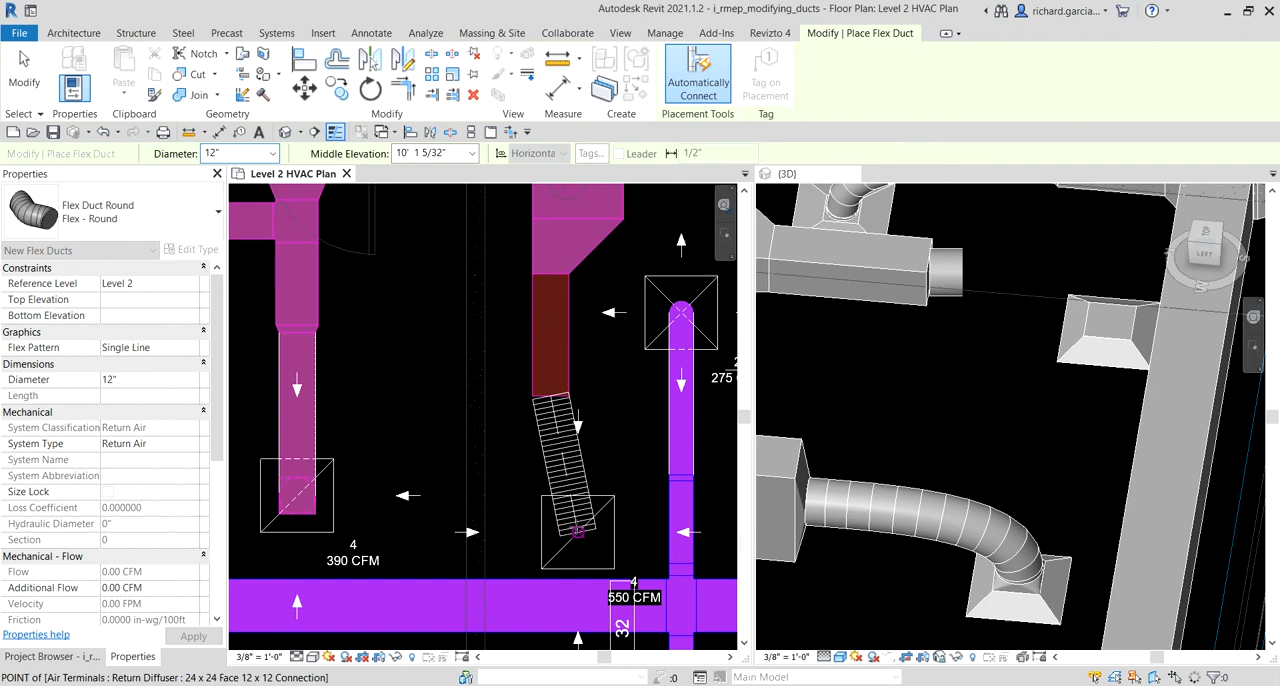 Autodesk Revit 2021.1.2 - i_rmep_modifying_ducts - Floor Plan: Level 2 HVAC Plan
richard.garcia...
File Architecture Structure Steel Precast Systems Insert Annotate Analyze Massing & Site Collaborate View Manage Add-Ins Revizto 4 Modify | Place Flex Duct
Modify
Paste
Notch
Cut
Join
Automatically
Connect
Tag on
Placement
Select Properties Clipboard Geometry Modify View Measure Create Placement Tools Tag
Modify | Place Flex Duct Diameter: 12" Middle Elevation: 10' 1 5/32" Horizonta Tags... Leader 1/2"
Properties
Level 2 HVAC Plan
{3D}
Flex Duct Round
Flex - Round
New Flex Ducts Edit Type
Constraints
Reference Level Level 2
Top Elevation
Bottom Elevation
Graphics
Flex Pattern Single Line
Dimensions
Diameter 12"
Length
Mechanical
System Classification Return Air
System Type Return Air
System Name
System Abbreviation
Size Lock
Loss Coefficient 0.000000
Hydraulic Diameter 0"
Section 0
Mechanical - Flow
Flow 0.00 CFM
Additional Flow 0.00 CFM
Velocity 0.00 FPM
Friction 0.0000 in-wg/100ft
Properties help Apply
Project Browser - i_r... Properties
275
4
390 CFM
4
550 CFM
32
LEFT
3/8" = 1'-0"
3/8" = 1'-0"
POINT of [Air Terminals : Return Diffuser : 24 x 24 Face 12 x 12 Connection]
:0 Main Model :0